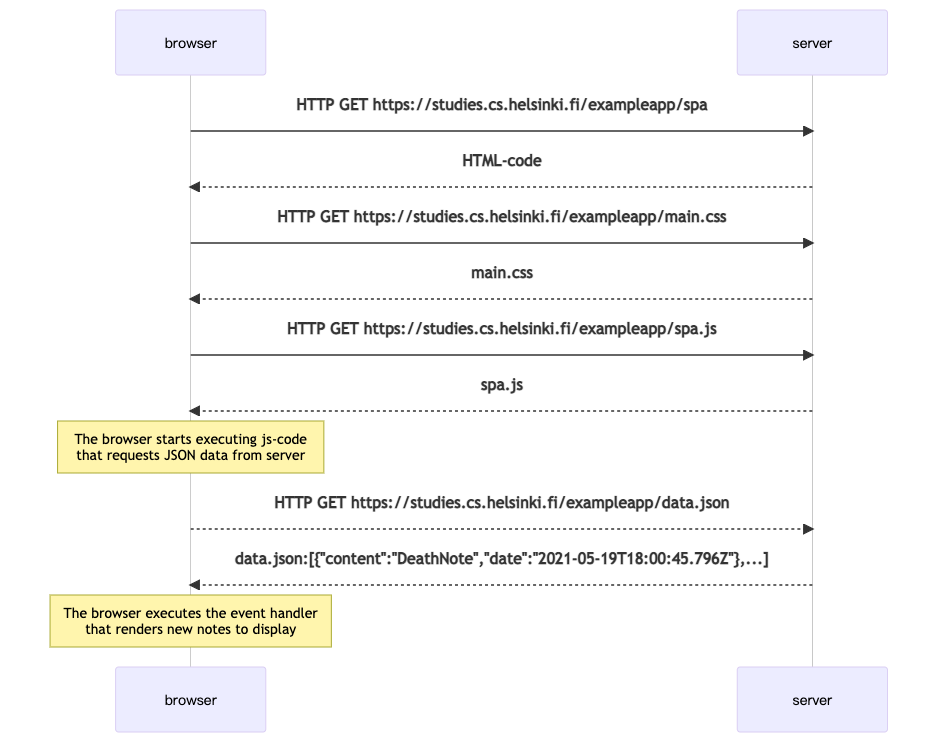 browser
server
HTTP GET https://studies.cs.helsinki.fi/exampleapp/spa
HTML-code
HTTP GET https://studies.cs.helsinki.fi/exampleapp/main.css
main.css
HTTP GET https://studies.cs.helsinki.fi/exampleapp/spa.js
spa.js
The browser starts executing js-code
that requests JSON data from server
HTTP GET https://studies.cs.helsinki.fi/exampleapp/data.json
data.json:[{"content":"DeathNote","date":"2021-05-19T18:00:45.796Z"},...]
The browser executes the event handler
that renders new notes to display
browser
server